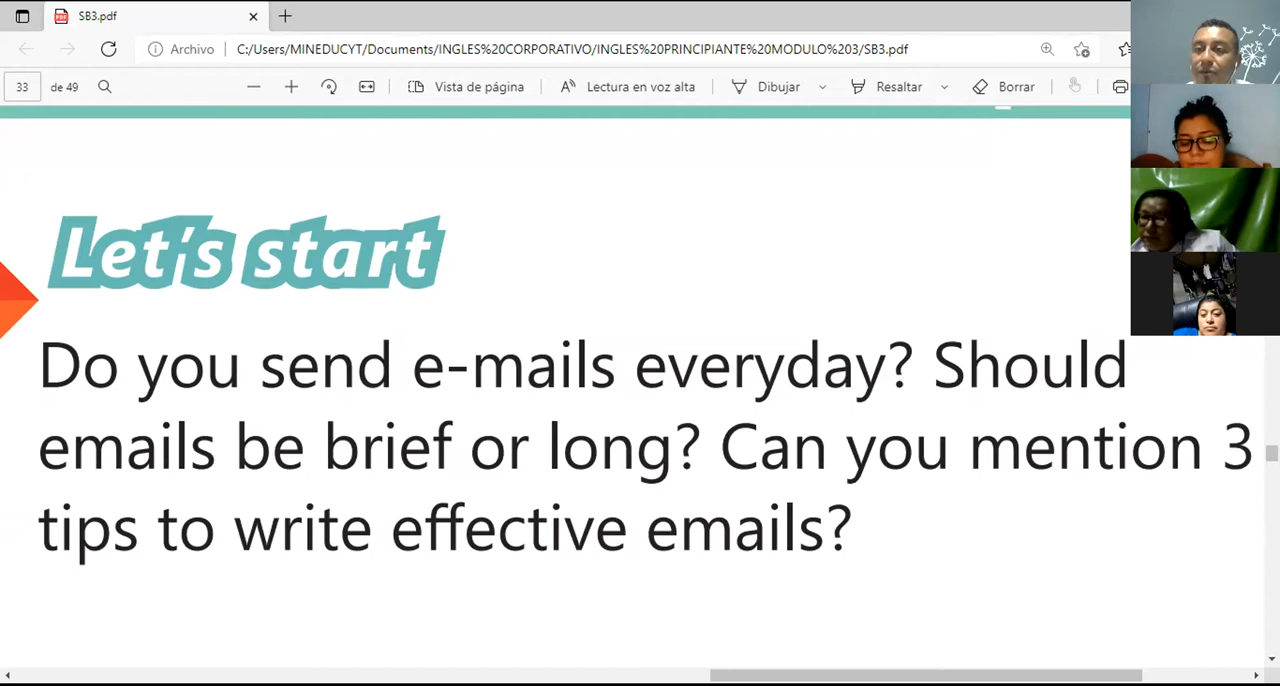 SB3.pdf
Archivo
C:/Users/MINEDUCYT/Documents/INGLES%20CORPORATIVO/INGLES%20PRINCIPIANTE%20MODULO%203/SB3.pdf
33
de 49
Vista de página
Lectura en voz alta
Dibujar
Resaltar
Borrar
Let's start
Do you send e-mails everyday? Should
emails be brief or long? Can you mention 3
tips to write effective emails?